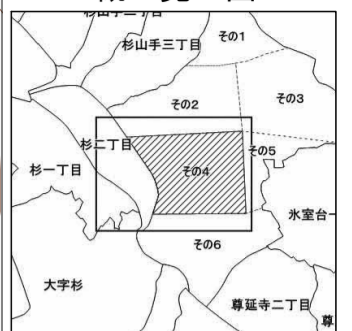 杉山手三丁目
その1
その2
その3
杉二丁目
その5
杉一丁目
その4
氷室台一
その6
大字杉
尊延寺二丁目
尊